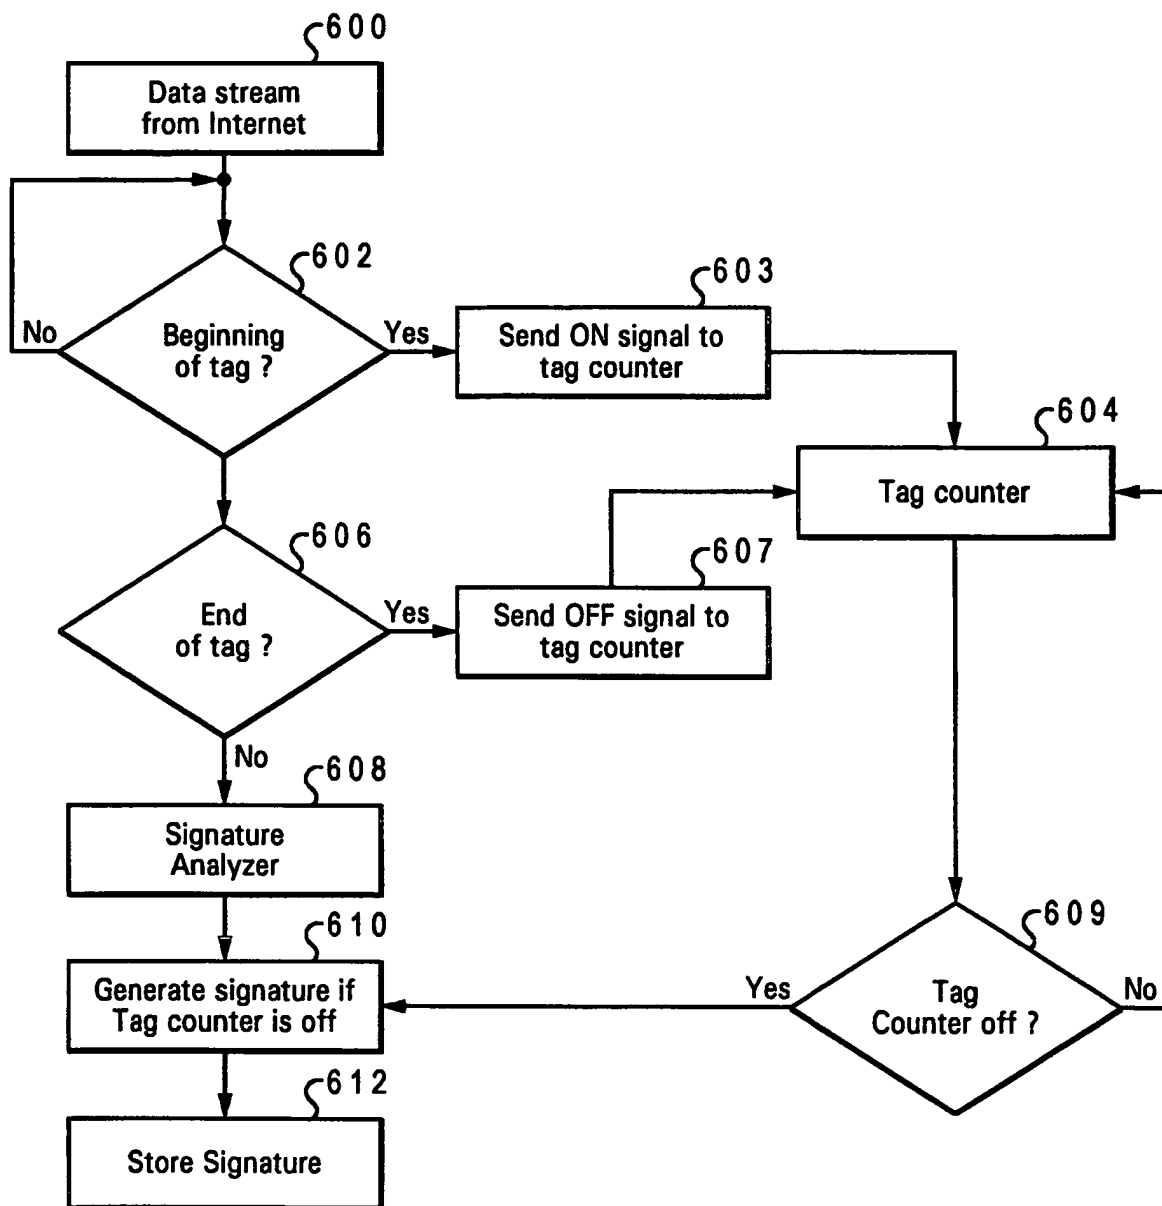 600
Data stream
from Internet
602
Beginning
of tag ?
No
Yes
603
Send ON signal to
tag counter
604
Tag counter
606
End
of tag ?
Yes
No
607
Send OFF signal to
tag counter
608
Signature
Analyzer
609
Tag
Counter off ?
Yes
No
610
Generate signature if
Tag counter is off
612
Store Signature